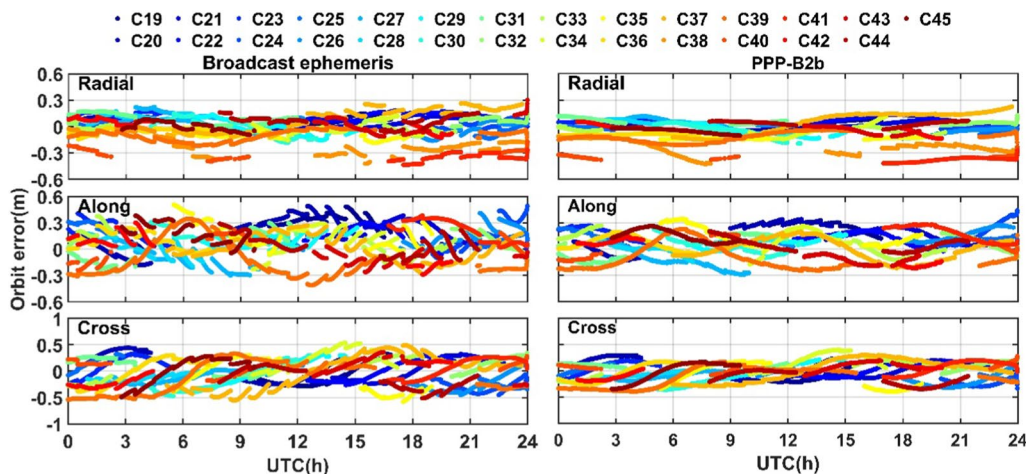 C19 C21 C23 C25 C27 C29 C31 C33 C35 C37 C39 C41 C43 C45
C20 C22 C24 C26 C28 C30 C32 C34 C36 C38 C40 C42 C44
Broadcast ephemeris PPP-B2b
Orbit error(m)
0.6 Radial Radial
0.3
0
-0.3
-0.6
0.6 Along Along
0.3
0
-0.3
-0.6
1 Cross Cross
0.5
0
-0.5
-1
0 3 6 9 12 15 18 21 24 0 3 6 9 12 15 18 21 24
UTC(h) UTC(h)